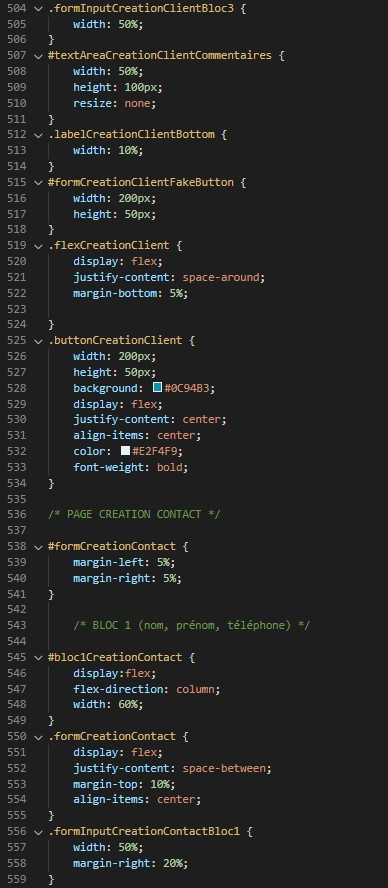 504 .formInputCreationClientBloc3 {
505 width: 50%;
506 }
507 #textAreaCreationClientCommentaires {
508 width: 50%;
509 height: 100px;
510 resize: none;
511 }
512 .labelCreationClientBottom {
513 width: 10%;
514 }
515 #formCreationClientFakeButton {
516 width: 200px;
517 height: 50px;
518 }
519 .flexCreationClient {
520 display: flex;
521 justify-content: space-around;
522 margin-bottom: 5%;
523
524 }
525 .buttonCreationClient {
526 width: 200px;
527 height: 50px;
528 background: #0C94B3;
529 display: flex;
530 justify-content: center;
531 align-items: center;
532 color: #E2F4F9;
533 font-weight: bold;
534 }
535
536 /* PAGE CREATION CONTACT */
537
538 #formCreationContact {
539 margin-left: 5%;
540 margin-right: 5%;
541 }
542
543 /* BLOC 1 (nom, prénom, téléphone) */
544
545 #bloc1CreationContact {
546 display:flex;
547 flex-direction: column;
548 width: 60%;
549 }
550 .formCreationContact {
551 display: flex;
552 justify-content: space-between;
553 margin-top: 10%;
554 align-items: center;
555 }
556 .formInputCreationContactBloc1 {
557 width: 50%;
558 margin-right: 20%;
559 }